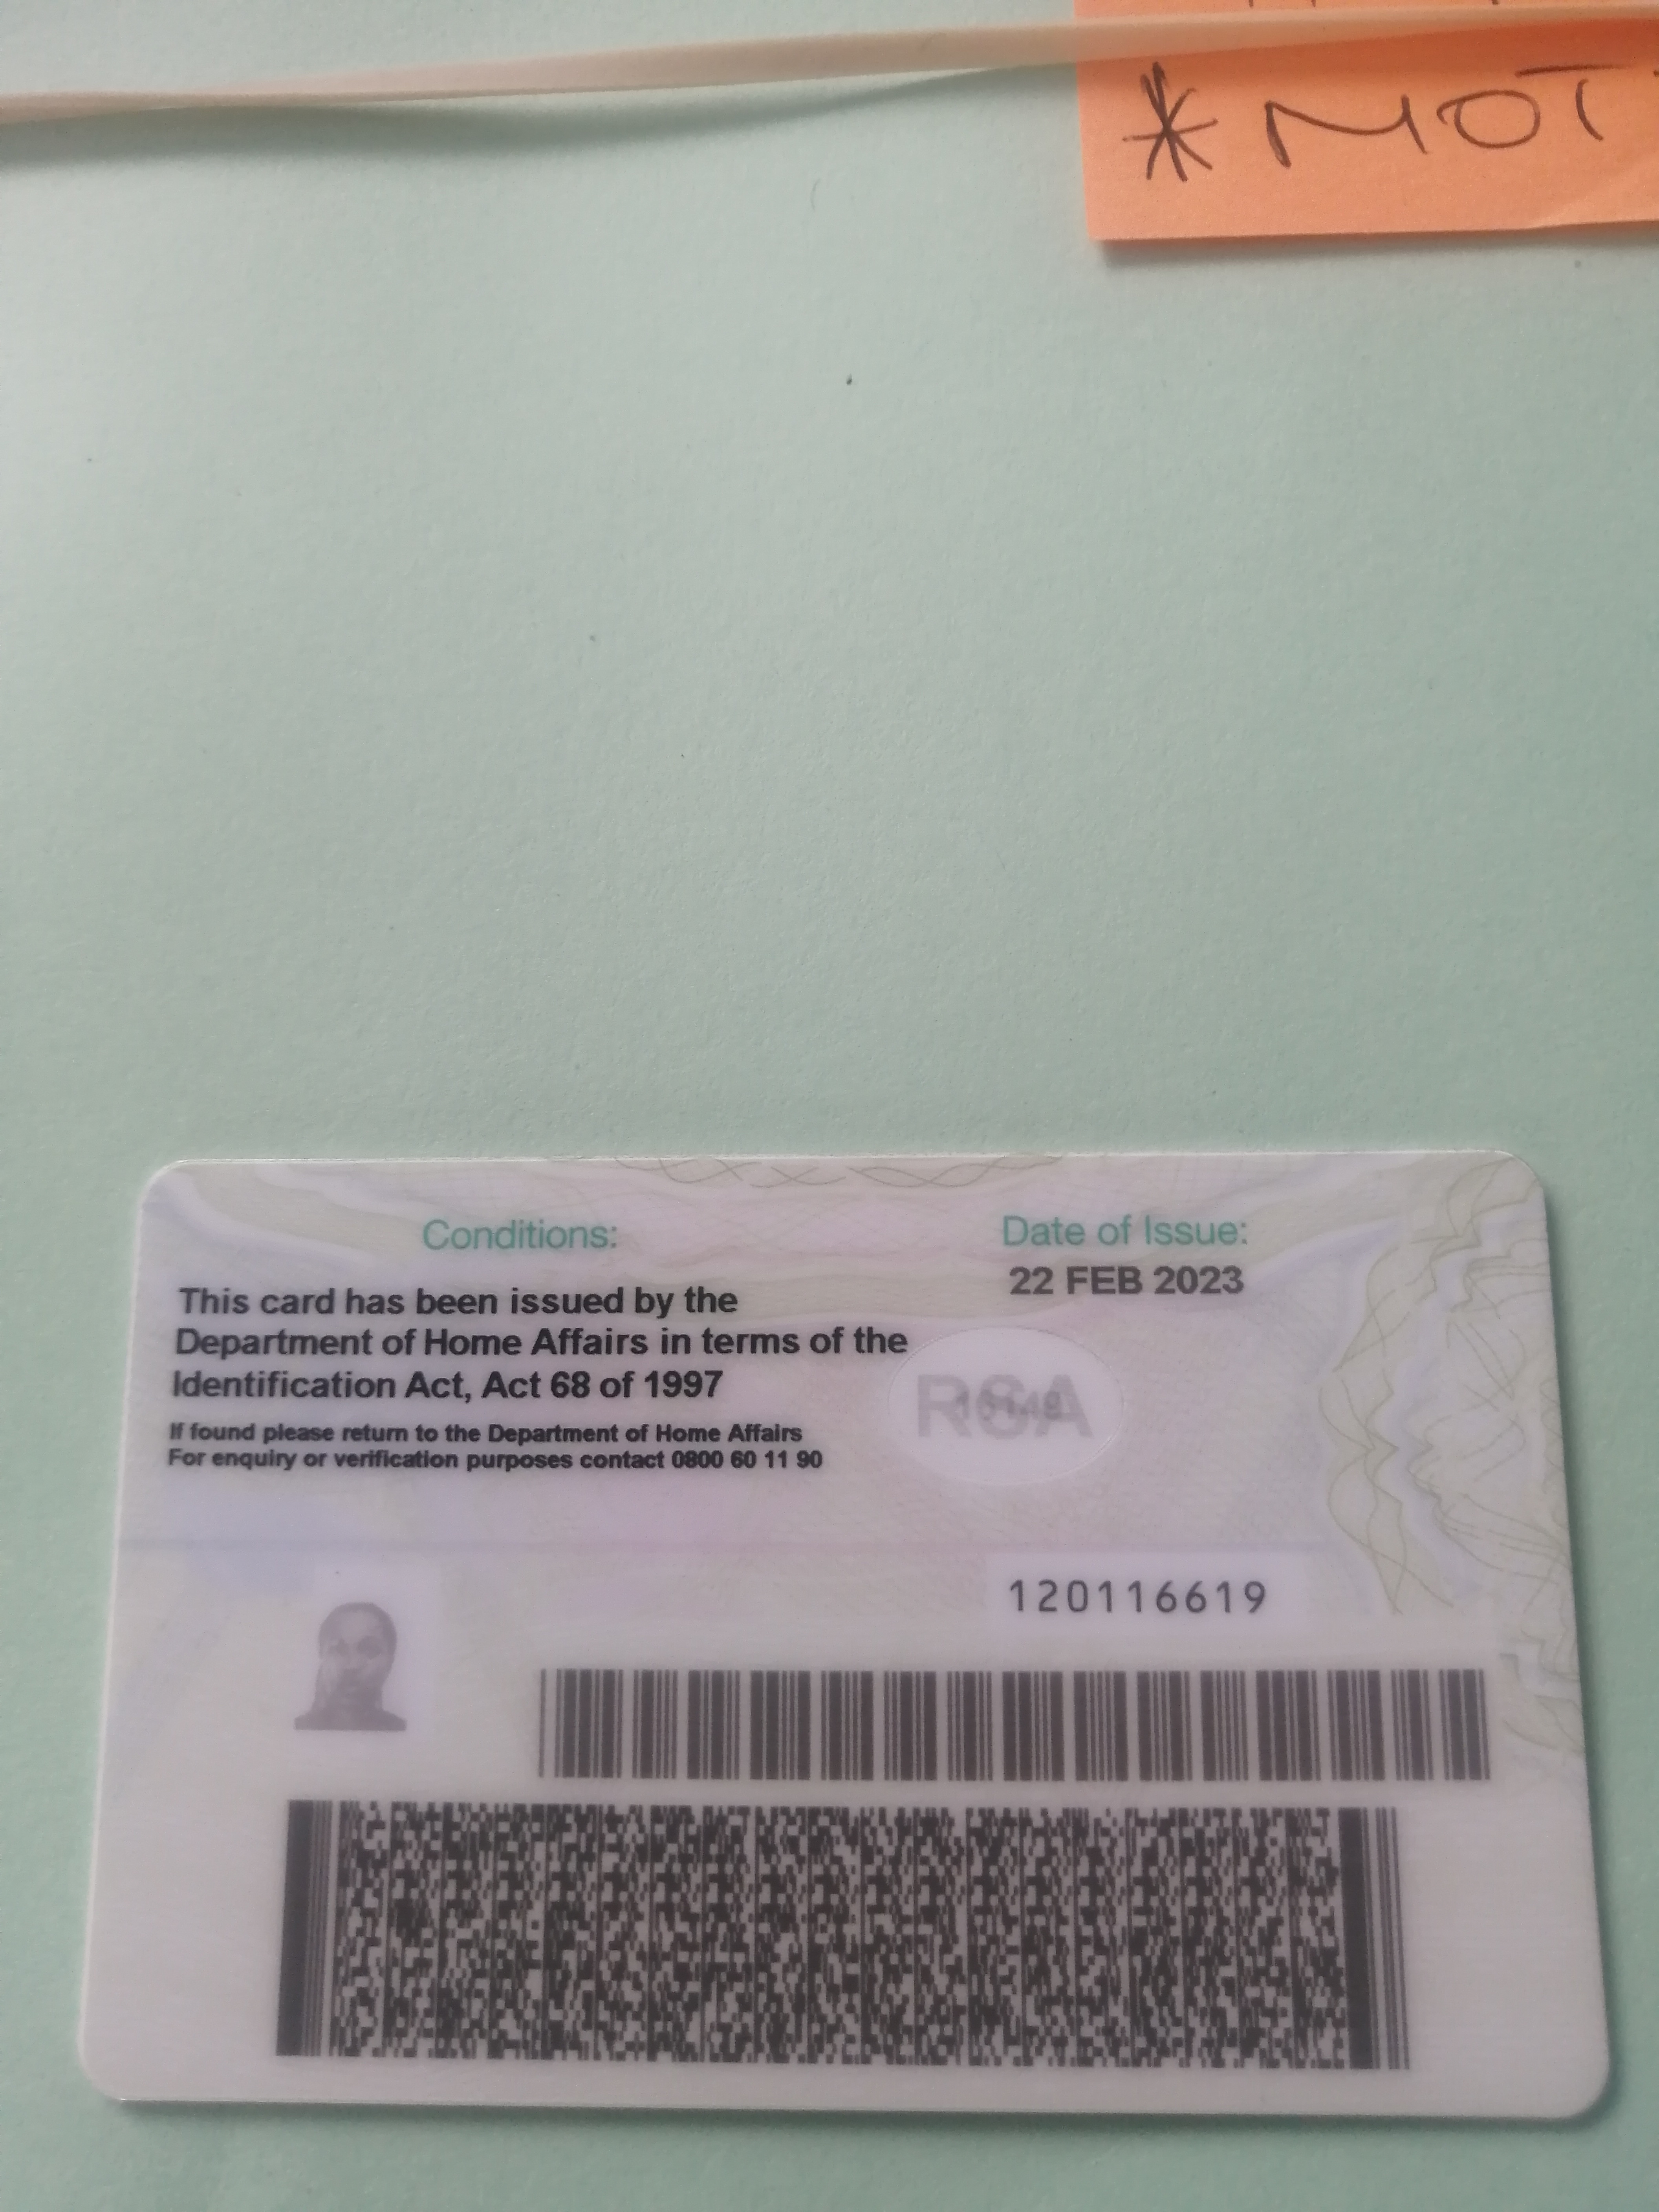 * NOT
Conditions:
This card has been issued by the
Department of Home Affairs in terms of the
Identification Act, Act 68 of 1997
If found please return to the Department of Home Affairs
For enquiry or verification purposes contact 0800 60 11 90
Date of Issue:
22 FEB 2023
RSA
120116619